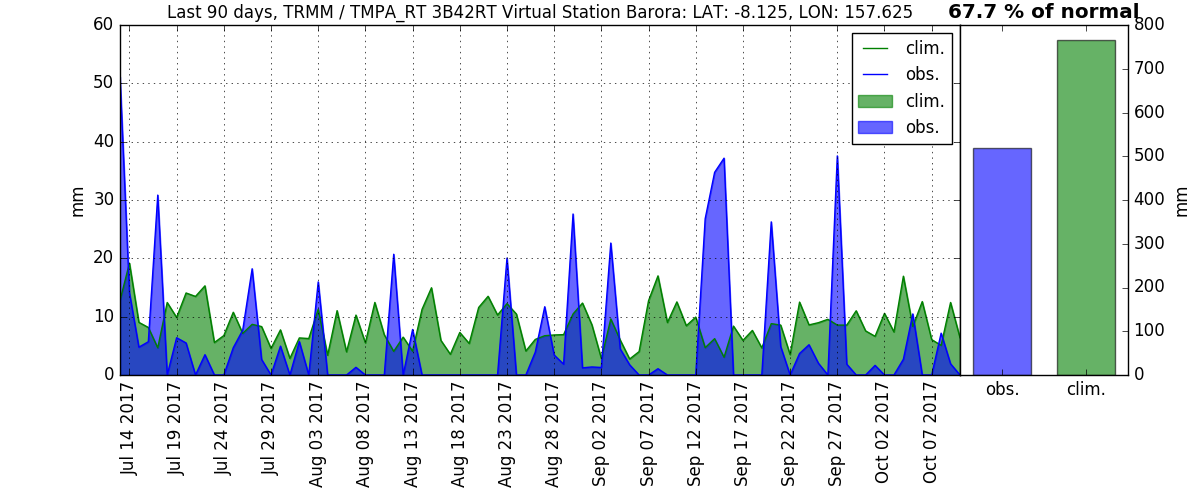 Last 90 days, TRMM / TMPA_RT 3B42RT Virtual Station Barora: LAT: -8.125, LON: 157.625
67.7 % of normal
clim.
obs.
clim.
obs.
mm
60
50
40
30
20
10
0
800
700
600
500
400
300
200
100
0
mm
Jul 14 2017
Jul 19 2017
Jul 24 2017
Jul 29 2017
Aug 03 2017
Aug 08 2017
Aug 13 2017
Aug 18 2017
Aug 23 2017
Aug 28 2017
Sep 02 2017
Sep 07 2017
Sep 12 2017
Sep 17 2017
Sep 22 2017
Sep 27 2017
Oct 02 2017
Oct 07 2017
obs.
clim.